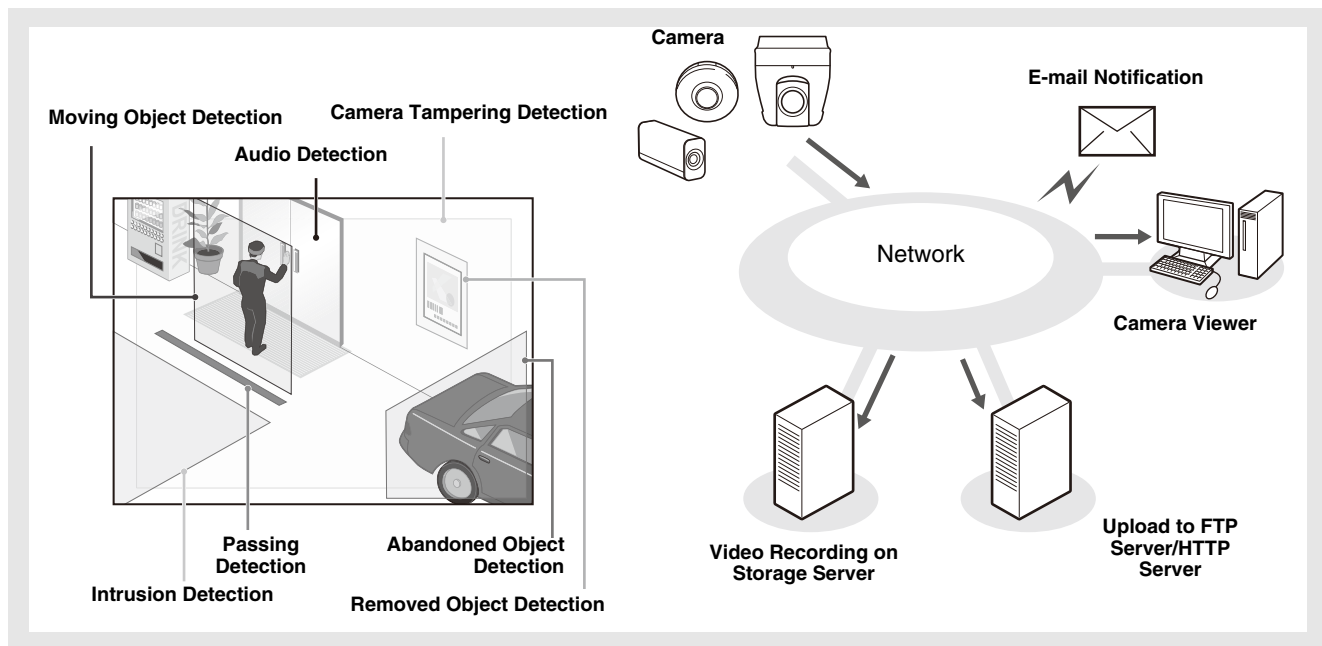 Camera
E-mail Notification
Moving Object Detection
Camera Tampering Detection
Audio Detection
DRINK
Network
Camera Viewer
Passing
Detection
Abandoned Object
Detection
Intrusion Detection
Removed Object Detection
Video Recording on
Storage Server
Upload to FTP
Server/HTTP
Server